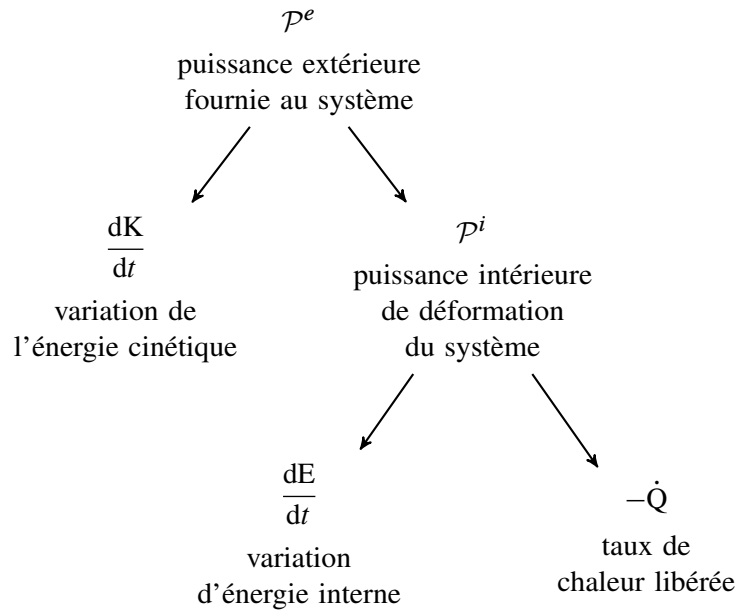 𝒫ᵉ
puissance extérieure
fournie au système
dK/dt
variation de
l'énergie cinétique
𝒫ⁱ
puissance intérieure
de déformation
du système
dE/dt
variation
d'énergie interne
−Q̇
taux de
chaleur libérée